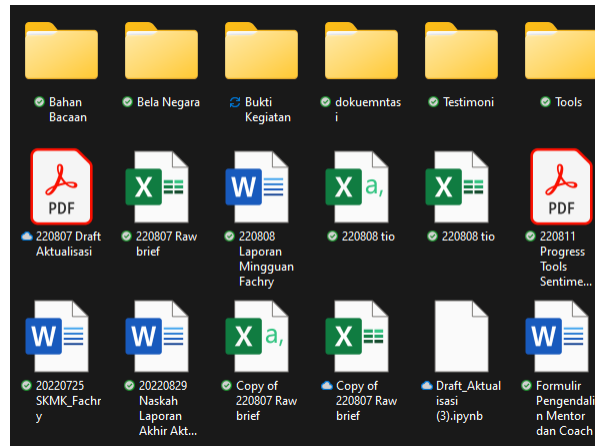 Bahan
Bacaan
Bela Negara
Bukti
Kegiatan
dokuemntas
i
Testimoni
Tools
PDF
X
W
X a,
X
PDF
220807 Draft
Aktualisasi
220807 Raw
brief
220808
Laporan
Mingguan
Fachry
220808 tio
220808 tio
220811
Progress
Tools
Sentime...
W
W
X a,
X
W
20220725
SKMK_Fachr
y
20220829
Naskah
Laporan
Akhir Akt...
Copy of
220807 Raw
brief
Copy of
220807 Raw
brief
Draft_Aktual
isasi
(3).ipynb
Formulir
Pengendali
n Mentor
dan Coach